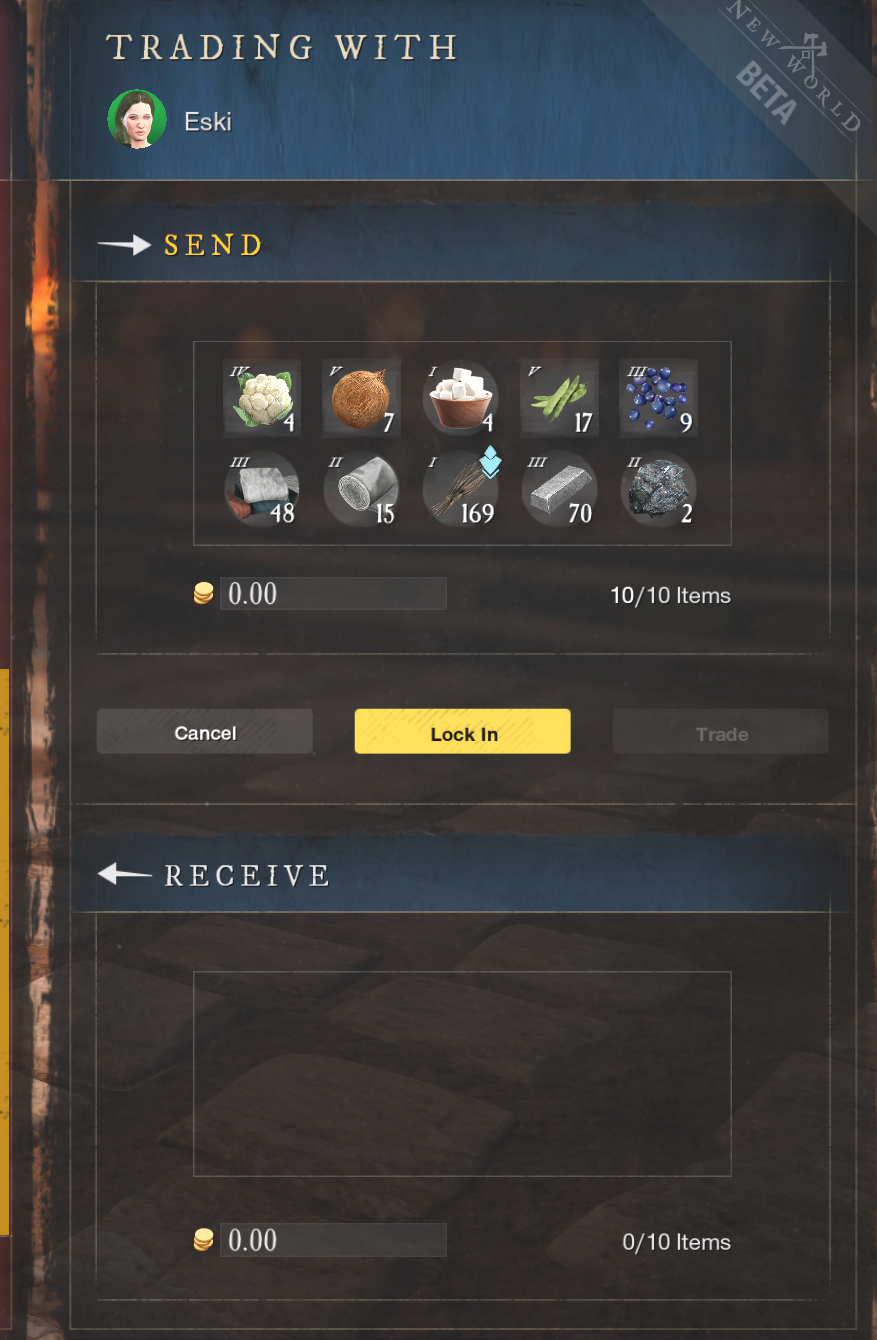 TRADING WITH
NEW WORLD
BETA
Eski
SEND
IV V I V III
4 7 4 17 9
III II I III II
48 15 169 70 2
0.00 10/10 Items
Cancel Lock In Trade
RECEIVE
0.00 0/10 Items